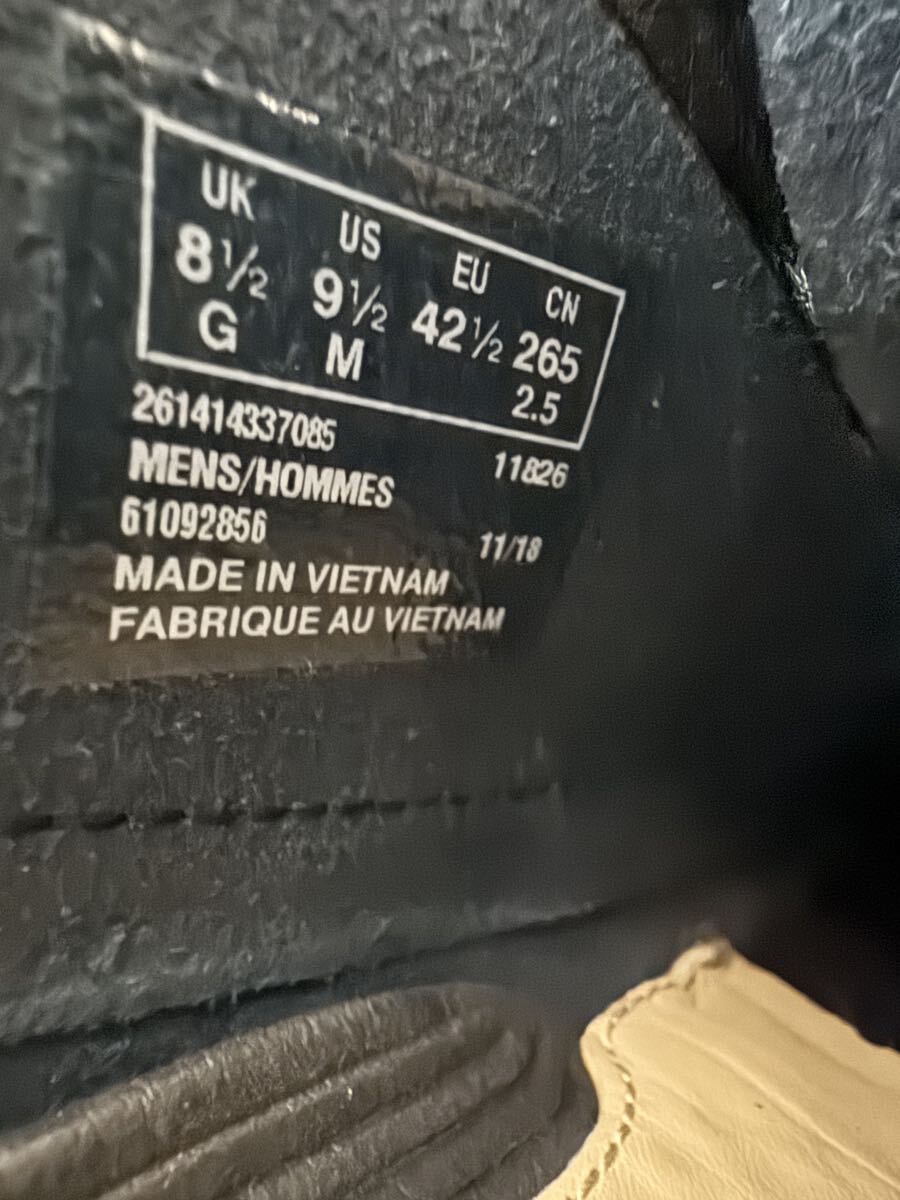 UK US EU CN
8½ 9½ 42½ 265
G M 2.5
261414337085 11826
MENS/HOMMES
61092856 11/18
MADE IN VIETNAM
FABRIQUE AU VIETNAM